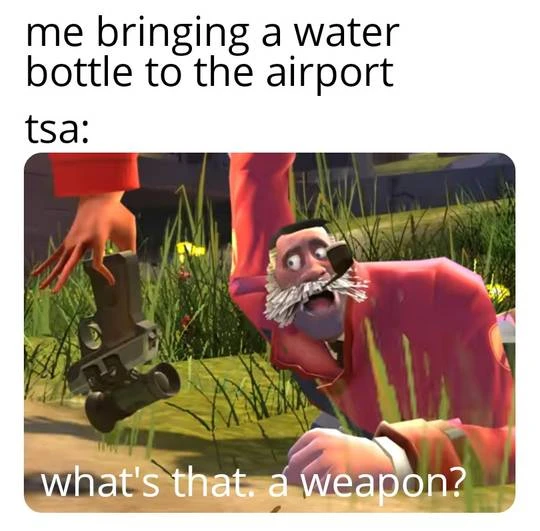 me bringing a water
bottle to the airport
tsa:
what's that. a weapon?